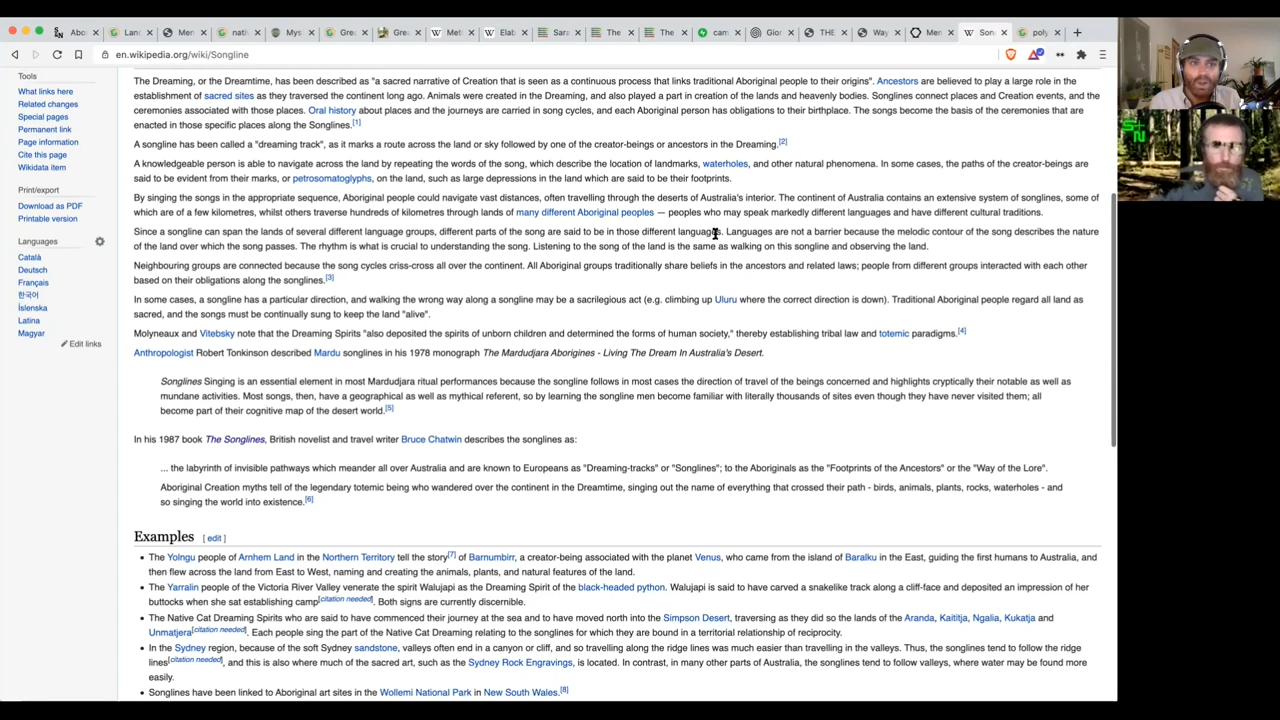 Abo
Lanc
Men
nativ
Mys
Gree
Gree
Met
Elab
Sara
The
The
cam
Gior
THE
Way
Men
Son
poly
en.wikipedia.org/wiki/Songline
Tools
What links here
Related changes
Special pages
Permanent link
Page information
Cite this page
Wikidata item
Print/export
Download as PDF
Printable version
Languages
Català
Deutsch
Français
한국어
Íslenska
Latina
Magyar
Edit links
The Dreaming, or the Dreamtime, has been described as "a sacred narrative of Creation that is seen as a continuous process that links traditional Aboriginal people to their origins". Ancestors are believed to play a large role in the
establishment of sacred sites as they traversed the continent long ago. Animals were created in the Dreaming, and also played a part in creation of the lands and heavenly bodies. Songlines connect places and Creation events, and the
ceremonies associated with those places. Oral history about places and the journeys are carried in song cycles, and each Aboriginal person has obligations to their birthplace. The songs become the basis of the ceremonies that are
enacted in those specific places along the Songlines.[1]
A songline has been called a "dreaming track", as it marks a route across the land or sky followed by one of the creator-beings or ancestors in the Dreaming.[2]
A knowledgeable person is able to navigate across the land by repeating the words of the song, which describe the location of landmarks, waterholes, and other natural phenomena. In some cases, the paths of the creator-beings are
said to be evident from their marks, or petrosomatoglyphs, on the land, such as large depressions in the land which are said to be their footprints.
By singing the songs in the appropriate sequence, Aboriginal people could navigate vast distances, often travelling through the deserts of Australia's interior. The continent of Australia contains an extensive system of songlines, some of
which are of a few kilometres, whilst others traverse hundreds of kilometres through lands of many different Aboriginal peoples — peoples who may speak markedly different languages and have different cultural traditions.
Since a songline can span the lands of several different language groups, different parts of the song are said to be in those different languages. Languages are not a barrier because the melodic contour of the song describes the nature
of the land over which the song passes. The rhythm is what is crucial to understanding the song. Listening to the song of the land is the same as walking on this songline and observing the land.
Neighbouring groups are connected because the song cycles criss-cross all over the continent. All Aboriginal groups traditionally share beliefs in the ancestors and related laws; people from different groups interacted with each other
based on their obligations along the songlines.[3]
In some cases, a songline has a particular direction, and walking the wrong way along a songline may be a sacrilegious act (e.g. climbing up Uluru where the correct direction is down). Traditional Aboriginal people regard all land as
sacred, and the songs must be continually sung to keep the land "alive".
Molyneaux and Vitebsky note that the Dreaming Spirits "also deposited the spirits of unborn children and determined the forms of human society," thereby establishing tribal law and totemic paradigms.[4]
Anthropologist Robert Tonkinson described Mardu songlines in his 1978 monograph The Mardudjara Aborigines - Living The Dream In Australia's Desert.
Songlines Singing is an essential element in most Mardudjara ritual performances because the songline follows in most cases the direction of travel of the beings concerned and highlights cryptically their notable as well as
mundane activities. Most songs, then, have a geographical as well as mythical referent, so by learning the songline men become familiar with literally thousands of sites even though they have never visited them; all
become part of their cognitive map of the desert world.[5]
In his 1987 book The Songlines, British novelist and travel writer Bruce Chatwin describes the songlines as:
... the labyrinth of invisible pathways which meander all over Australia and are known to Europeans as "Dreaming-tracks" or "Songlines"; to the Aboriginals as the "Footprints of the Ancestors" or the "Way of the Lore".
Aboriginal Creation myths tell of the legendary totemic being who wandered over the continent in the Dreamtime, singing out the name of everything that crossed their path - birds, animals, plants, rocks, waterholes - and
so singing the world into existence.[6]
Examples [ edit ]
• The Yolngu people of Arnhem Land in the Northern Territory tell the story[7] of Barnumbirr, a creator-being associated with the planet Venus, who came from the island of Baralku in the East, guiding the first humans to Australia, and
then flew across the land from East to West, naming and creating the animals, plants, and natural features of the land.
• The Yarralin people of the Victoria River Valley venerate the spirit Walujapi as the Dreaming Spirit of the black-headed python. Walujapi is said to have carved a snakelike track along a cliff-face and deposited an impression of her
buttocks when she sat establishing camp[citation needed]. Both signs are currently discernible.
• The Native Cat Dreaming Spirits who are said to have commenced their journey at the sea and to have moved north into the Simpson Desert, traversing as they did so the lands of the Aranda, Kaititja, Ngalia, Kukatja and
Unmatjera[citation needed]. Each people sing the part of the Native Cat Dreaming relating to the songlines for which they are bound in a territorial relationship of reciprocity.
• In the Sydney region, because of the soft Sydney sandstone, valleys often end in a canyon or cliff, and so travelling along the ridge lines was much easier than travelling in the valleys. Thus, the songlines tend to follow the ridge
lines[citation needed], and this is also where much of the sacred art, such as the Sydney Rock Engravings, is located. In contrast, in many other parts of Australia, the songlines tend to follow valleys, where water may be found more
easily.
• Songlines have been linked to Aboriginal art sites in the Wollemi National Park in New South Wales.[8]